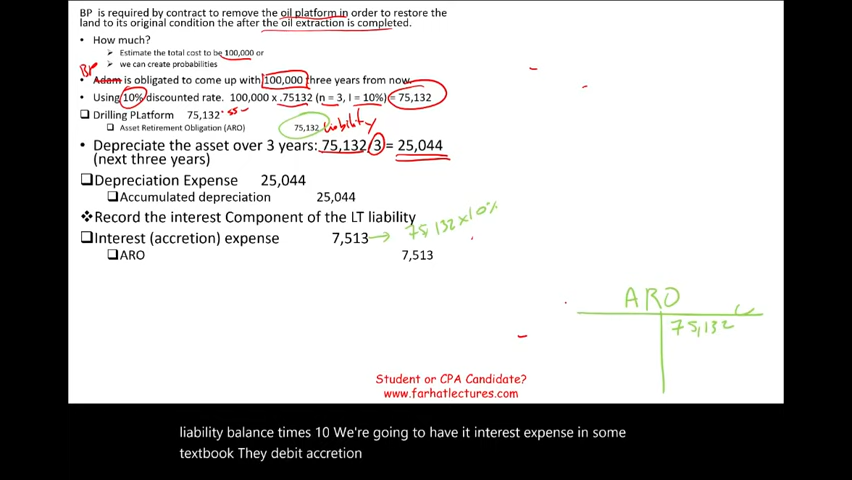 BP is required by contract to remove the oil platform in order to restore the
land to its original condition the after the oil extraction is completed.
• How much?
➤ Estimate the total cost to be 100,000 or
➤ we can create probabilities
BP
• Adam is obligated to come up with 100,000 three years from now.
• Using 10% discounted rate. 100,000 x .75132 (n = 3, I = 10%) = 75,132
❑ Drilling PLatform 75,132
❑ Asset Retirement Obligation (ARO) 75,132 Liability
• Depreciate the asset over 3 years: 75,132/3 = 25,044
(next three years)
❑Depreciation Expense 25,044
❑Accumulated depreciation 25,044
❖Record the interest Component of the LT liability
❑Interest (accretion) expense 7,513 → 75,132 x 10%
❑ARO 7,513
ARO
75,132
Student or CPA Candidate?
www.farhatlectures.com
liability balance times 10 We're going to have it interest expense in some
textbook They debit accretion